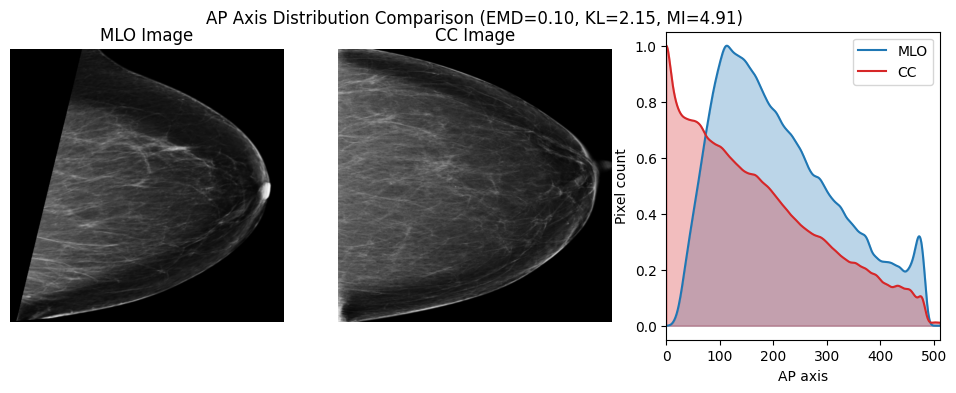 AP Axis Distribution Comparison (EMD=0.10, KL=2.15, MI=4.91)
MLO Image
CC Image
MLO
CC
Pixel count
1.0
0.8
0.6
0.4
0.2
0.0
0 100 200 300 400 500
AP axis